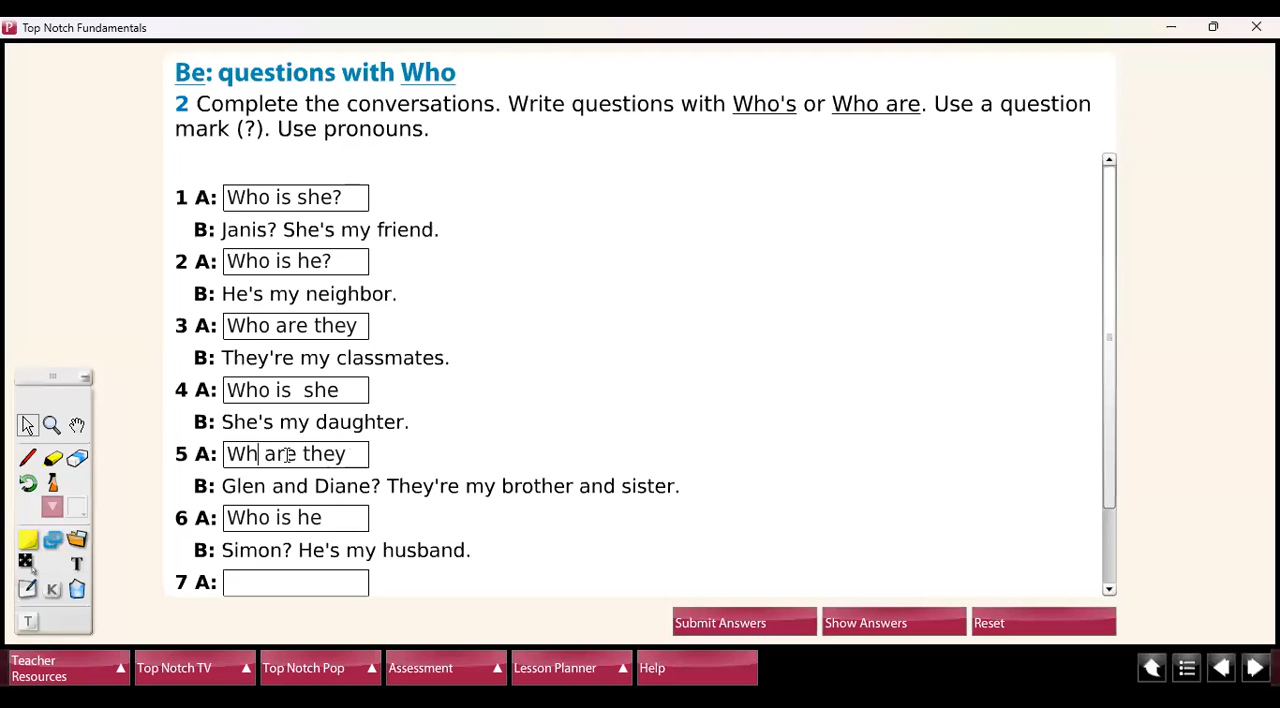 Top Notch Fundamentals
Be: questions with Who
2 Complete the conversations. Write questions with Who's or Who are. Use a question
mark (?). Use pronouns.
1 A: Who is she?
B: Janis? She's my friend.
2 A: Who is he?
B: He's my neighbor.
3 A: Who are they
B: They're my classmates.
4 A: Who is  she
B: She's my daughter.
5 A: Wh are they
B: Glen and Diane? They're my brother and sister.
6 A: Who is he
B: Simon? He's my husband.
7 A:
T
K
T
Submit Answers
Show Answers
Reset
Teacher
Resources
Top Notch TV
Top Notch Pop
Assessment
Lesson Planner
Help